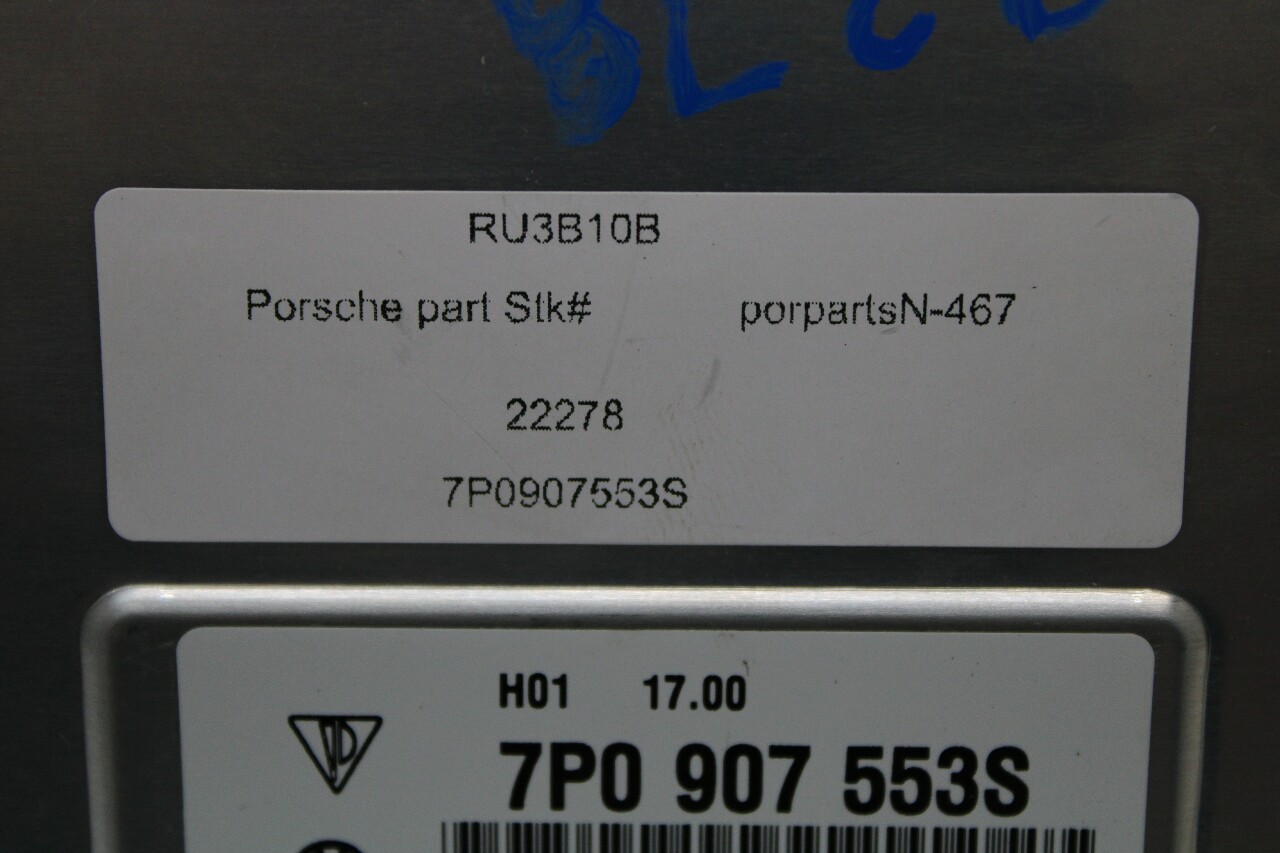 RU3B10B
Porsche part Stk# porpartsN-467
22278
7P0907553S
H01 17.00
7P0 907 553S